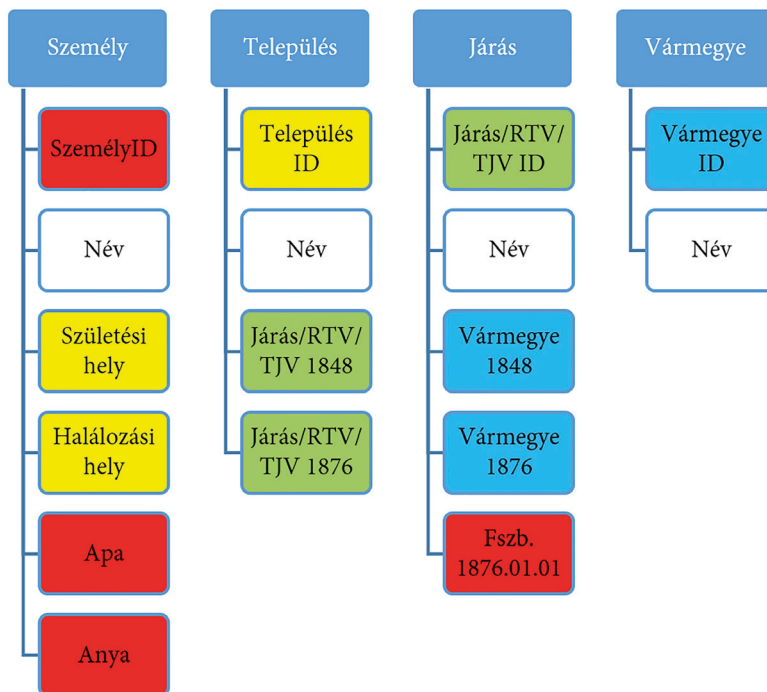 Személy
SzemélyID
Név
Születési
hely
Halálozási
hely
Apa
Anya
Település
Település
ID
Név
Járás/RTV/
TJV 1848
Járás/RTV/
TJV 1876
Járás
Járás/RTV/
TJV ID
Név
Vármegye
1848
Vármegye
1876
Fszb.
1876.01.01
Vármegye
Vármegye
ID
Név